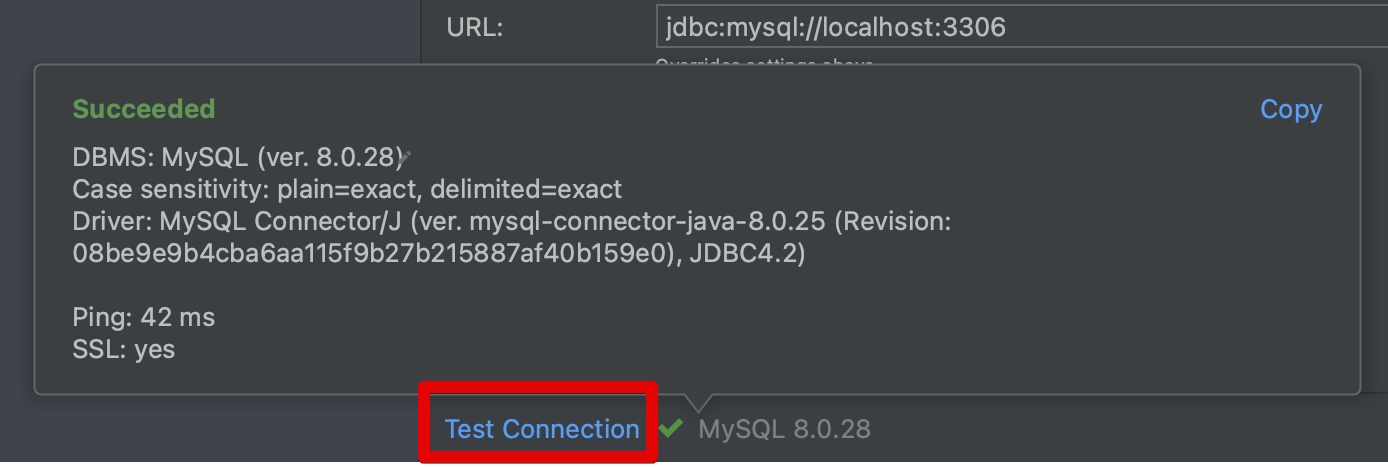 URL:
jdbc:mysql://localhost:3306
Overrides settings above
Succeeded
Copy
DBMS: MySQL (ver. 8.0.28)
Case sensitivity: plain=exact, delimited=exact
Driver: MySQL Connector/J (ver. mysql-connector-java-8.0.25 (Revision:
08be9e9b4cba6aa115f9b27b215887af40b159e0), JDBC4.2)
Ping: 42 ms
SSL: yes
Test Connection
MySQL 8.0.28